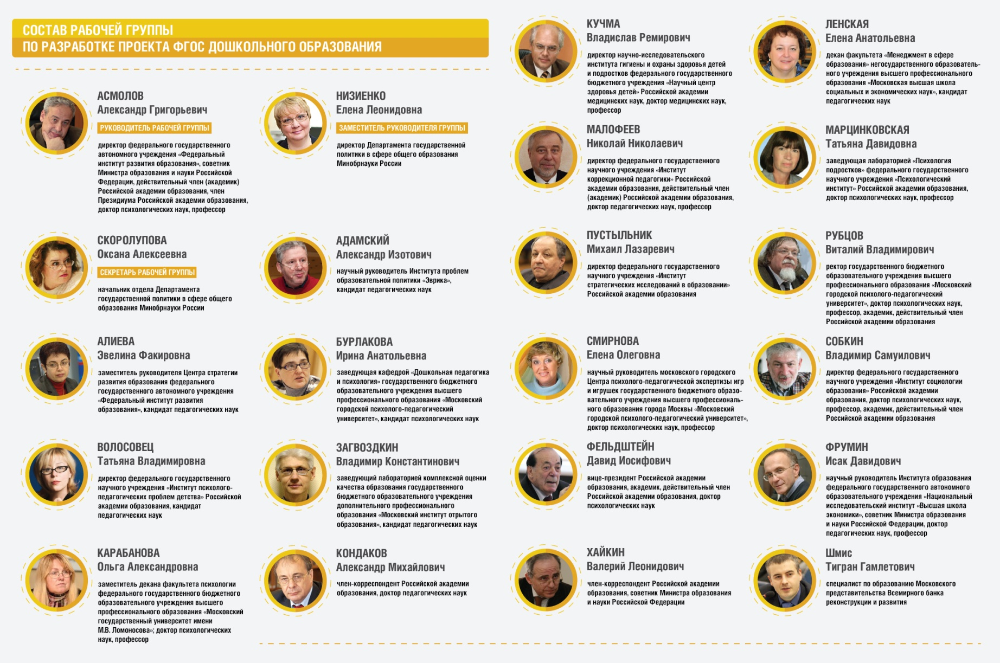 СОСТАВ РАБОЧЕЙ ГРУППЫ
ПО РАЗРАБОТКЕ ПРОЕКТА ФГОС ДОШКОЛЬНОГО ОБРАЗОВАНИЯ
АСМОЛОВ
Александр Григорьевич
РУКОВОДИТЕЛЬ РАБОЧЕЙ ГРУППЫ
директор федерального государственного
автономного учреждения «Федеральный
институт развития образования», советник
Министра образования и науки Российской
Федерации, действительный член (академик)
Российской академии образования, член
Президиума Российской академии образования,
доктор психологических наук, профессор
НИЗИЕНКО
Елена Леонидовна
ЗАМЕСТИТЕЛЬ РУКОВОДИТЕЛЯ ГРУППЫ
директор Департамента государственной
политики в сфере общего образования
Минобрнауки России
СКОРОЛУПОВА
Оксана Алексеевна
СЕКРЕТАРЬ РАБОЧЕЙ ГРУППЫ
начальник отдела Департамента
государственной политики в сфере общего
образования Минобрнауки России
АДАМСКИЙ
Александр Изотович
научный руководитель Института проблем
образовательной политики «Эврика»,
кандидат педагогических наук
АЛИЕВА
Эвелина Факировна
заместитель руководителя Центра стратегии
развития образования федерального
государственного автономного учреждения
«Федеральный институт развития
образования», кандидат педагогических наук
БУРЛАКОВА
Ирина Анатольевна
заведующая кафедрой «Дошкольная педагогика
и психология» государственного бюджетного
образовательного учреждения высшего
профессионального образования «Московский
городской психолого-педагогический
университет», кандидат психологических наук
ВОЛОСОВЕЦ
Татьяна Владимировна
директор федерального государственного
научного учреждения «Институт психолого-
педагогических проблем детства» Российской
академии образования, кандидат
педагогических наук
ЗАГВОЗДКИН
Владимир Константинович
заведующий лабораторией комплексной оценки
качества образования государственного
бюджетного образовательного учреждения
дополнительного профессионального
образования «Московский институт отрытого
образования», кандидат педагогических наук
КАРАБАНОВА
Ольга Александровна
заместитель декана факультета психологии
федерального государственного бюджетного
образовательного учреждения высшего
профессионального образования «Московский
государственный университет имени
М.В. Ломоносова»; доктор психологических
наук, профессор
КОНДАКОВ
Александр Михайлович
член-корреспондент Российской академии
образования, доктор педагогических наук
КУЧМА
Владислав Ремирович
директор научно-исследовательского
института гигиены и охраны здоровья детей
и подростков федерального государственного
бюджетного учреждения «Научный центр
здоровья детей» Российской академии
медицинских наук, доктор медицинских наук,
профессор
ЛЕНСКАЯ
Елена Анатольевна
декан факультета «Менеджмент в сфере
образования» негосударственного образователь-
ного учреждения высшего профессионального
образования «Московская высшая школа
социальных и экономических наук», кандидат
педагогических наук
МАЛОФЕЕВ
Николай Николаевич
директор федерального государственного
научного учреждения «Институт
коррекционной педагогики» Российской
академии образования, действительный член
(академик) Российской академии образования,
доктор педагогических наук, профессор
МАРЦИНКОВСКАЯ
Татьяна Давидовна
заведующая лабораторией «Психология
подростков» федерального государственного
научного учреждения «Психологический
институт» Российской академии образования,
доктор психологических наук, профессор
ПУСТЫЛЬНИК
Михаил Лазаревич
директор федерального государственного
научного учреждения «Институт
стратегических исследований в образовании»
Российской академии образования
РУБЦОВ
Виталий Владимирович
ректор государственного бюджетного
образовательного учреждения высшего
профессионального образования «Московский
городской психолого-педагогический
университет», доктор психологических наук,
профессор, академик, действительный член
Российской академии образования
СМИРНОВА
Елена Олеговна
научный руководитель московского городского
Центра психолого-педагогической экспертизы игр
и игрушек государственного бюджетного образо-
вательного учреждения высшего профессиональ-
ного образования города Москвы «Московский
городской психолого-педагогический университет»,
доктор психологических наук, профессор
СОБКИН
Владимир Самуилович
директор федерального государственного
научного учреждения «Институт социологии
образования» Российской академии
образования, доктор психологических наук,
профессор, академик, действительный член
Российской академии образования
ФЕЛЬДШТЕЙН
Давид Иосифович
вице-президент Российской академии
образования, академик, действительный член
Российской академии образования, доктор
психологических наук
ФРУМИН
Исак Давидович
научный руководитель Института образования
федерального государственного автономного
образовательного учреждения «Национальный
исследовательский институт «Высшая школа
экономики», советник Министра образования
и науки Российской Федерации, доктор
педагогических наук, профессор
ХАЙКИН
Валерий Леонидович
член-корреспондент Российской академии
образования, советник Министра образования
и науки Российской Федерации
Шмис
Тигран Гамлетович
специалист по образованию Московского
представительства Всемирного банка
реконструкции и развития